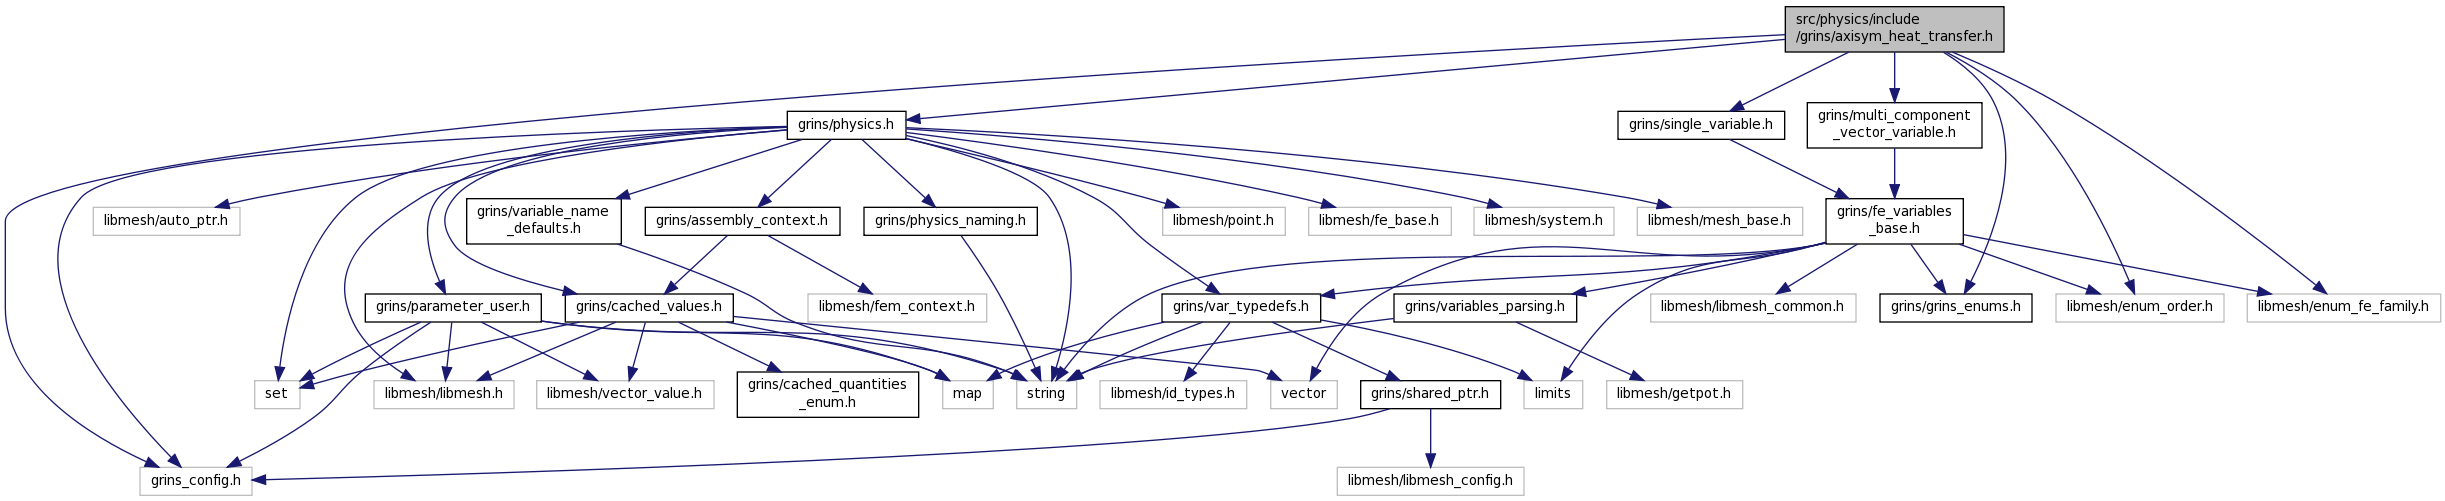 src/physics/include
/grins/axisym_heat_transfer.h
grins/physics.h
grins/single_variable.h
grins/multi_component
_vector_variable.h
libmesh/auto_ptr.h
grins/variable_name
_defaults.h
grins/assembly_context.h
grins/physics_naming.h
libmesh/point.h
libmesh/fe_base.h
libmesh/system.h
libmesh/mesh_base.h
grins/fe_variables
_base.h
grins/parameter_user.h
grins/cached_values.h
libmesh/fem_context.h
grins/var_typedefs.h
grins/variables_parsing.h
libmesh/libmesh_common.h
grins/grins_enums.h
libmesh/enum_order.h
libmesh/enum_fe_family.h
set
libmesh/libmesh.h
libmesh/vector_value.h
grins/cached_quantities
_enum.h
map
string
libmesh/id_types.h
vector
grins/shared_ptr.h
limits
libmesh/getpot.h
grins_config.h
libmesh/libmesh_config.h